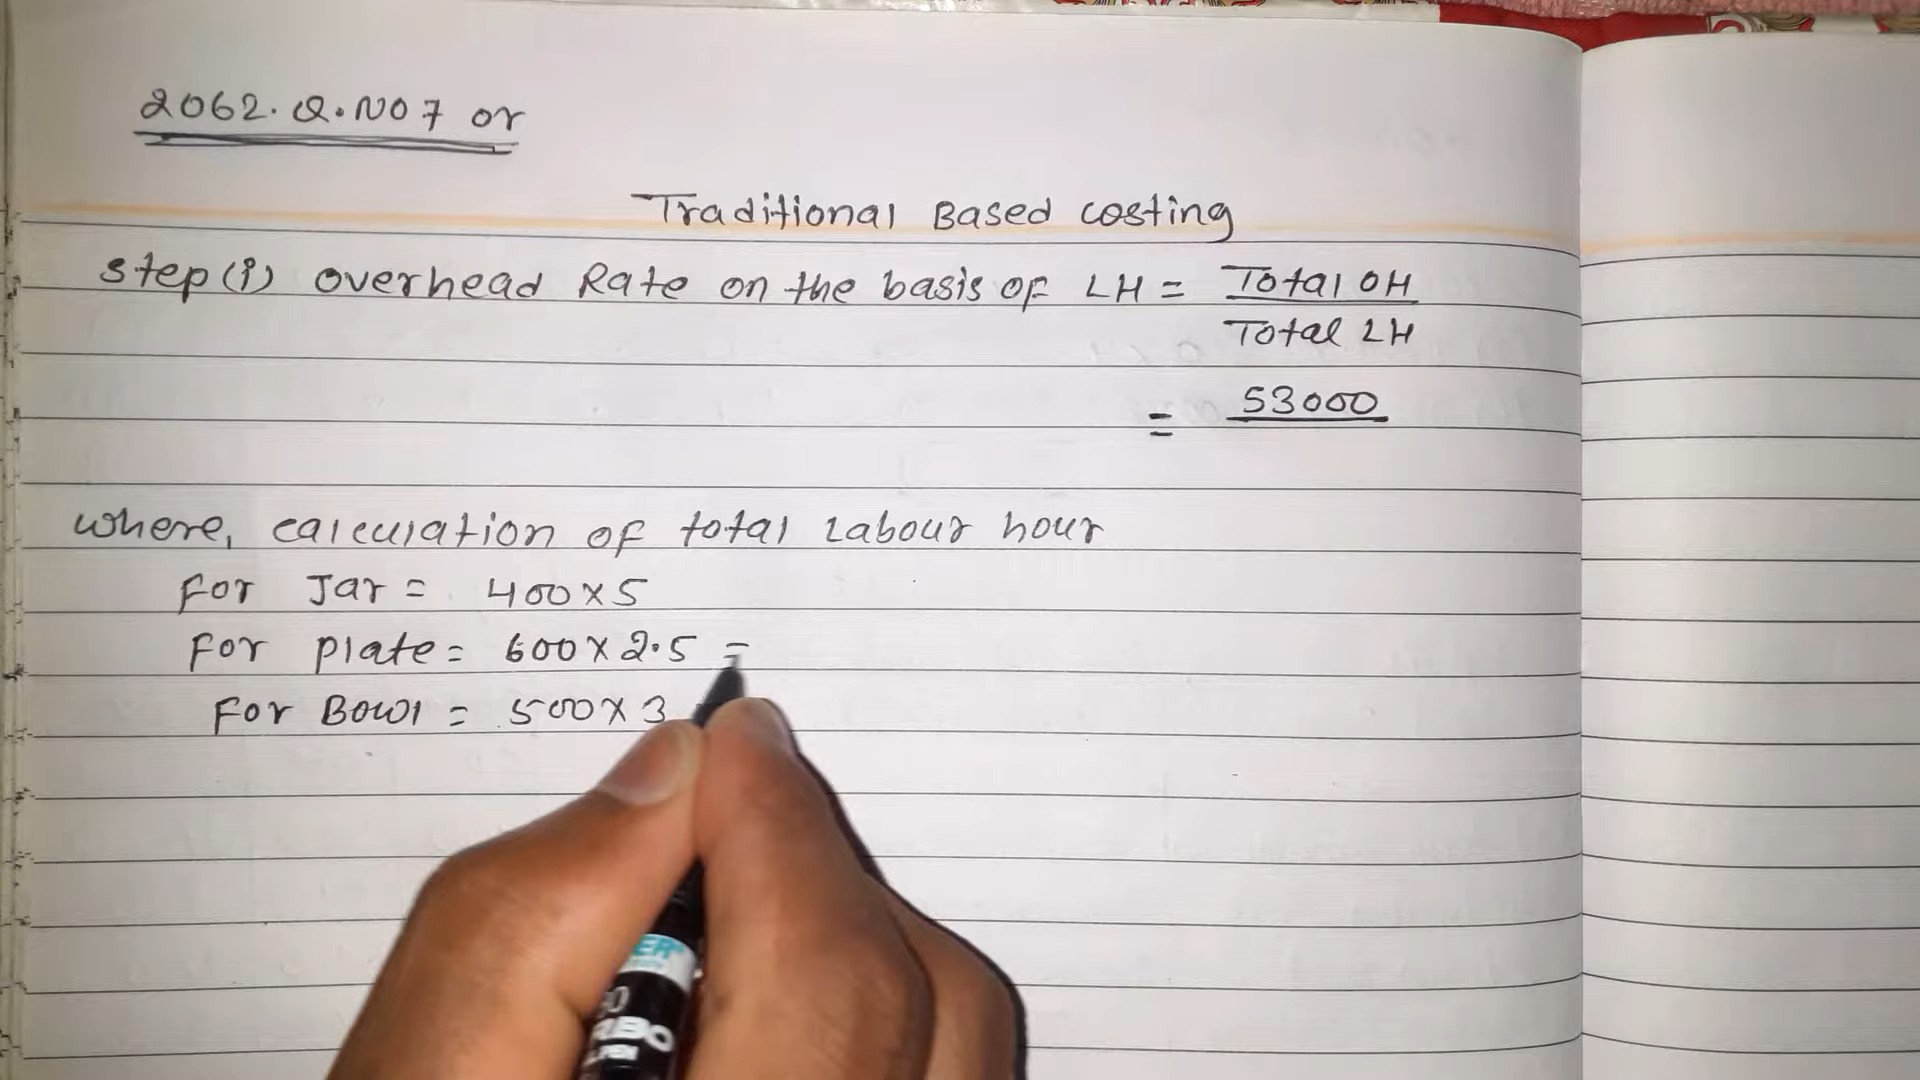 2062. Q. NO 7 or
Traditional Based costing
step (i) overhead Rate on the basis of LH = Total OH
Total LH
= 53000
where, calculation of total Labour hour
For Jar = 400 x 5
For plate = 600 x 2.5 =
For Bowl = 500 x 3